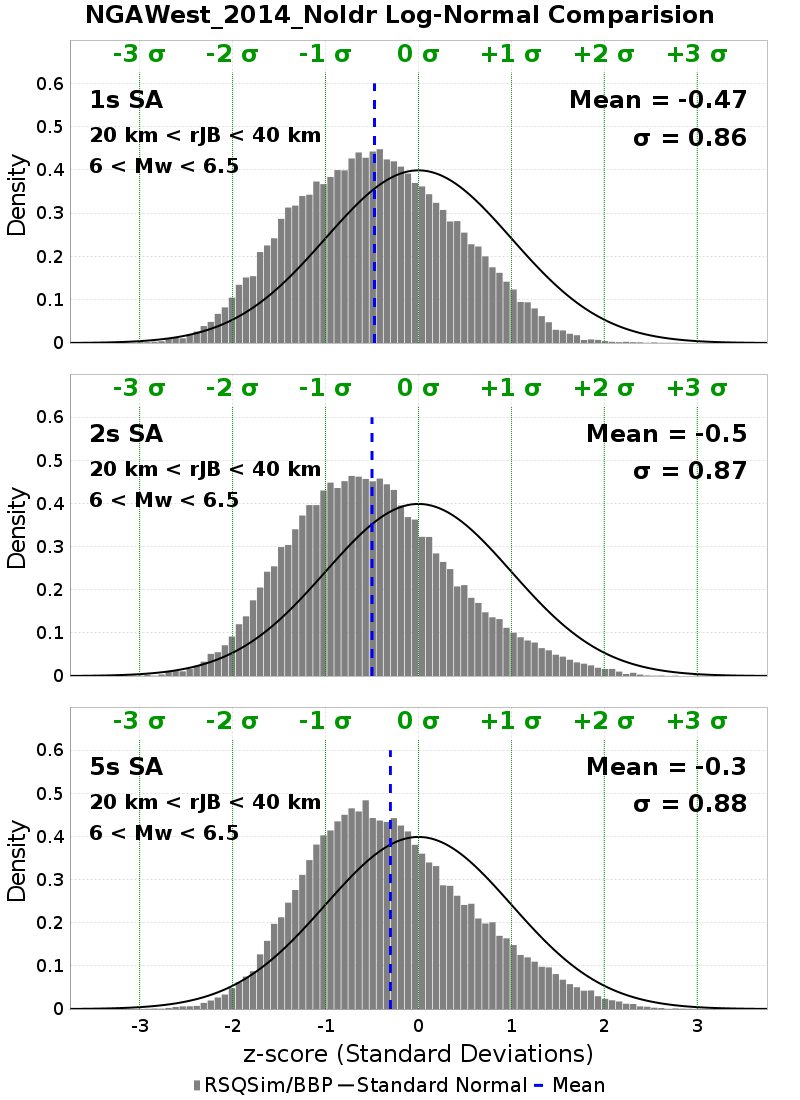 NGAWest_2014_NoIdr Log-Normal Comparision
-3 σ -2 σ -1 σ 0 σ +1 σ +2 σ +3 σ
0.6
1s SA Mean = -0.47
0.5
20 km < rJB < 40 km σ = 0.86
6 < Mw < 6.5
0.4
0.3
0.2
0.1
0
Density
-3 σ -2 σ -1 σ 0 σ +1 σ +2 σ +3 σ
0.6
2s SA Mean = -0.5
0.5
20 km < rJB < 40 km σ = 0.87
6 < Mw < 6.5
0.4
0.3
0.2
0.1
0
Density
-3 σ -2 σ -1 σ 0 σ +1 σ +2 σ +3 σ
0.6
5s SA Mean = -0.3
0.5
20 km < rJB < 40 km σ = 0.88
6 < Mw < 6.5
0.4
0.3
0.2
0.1
0
Density
-3 -2 -1 0 1 2 3
z-score (Standard Deviations)
RSQSim/BBP Standard Normal Mean